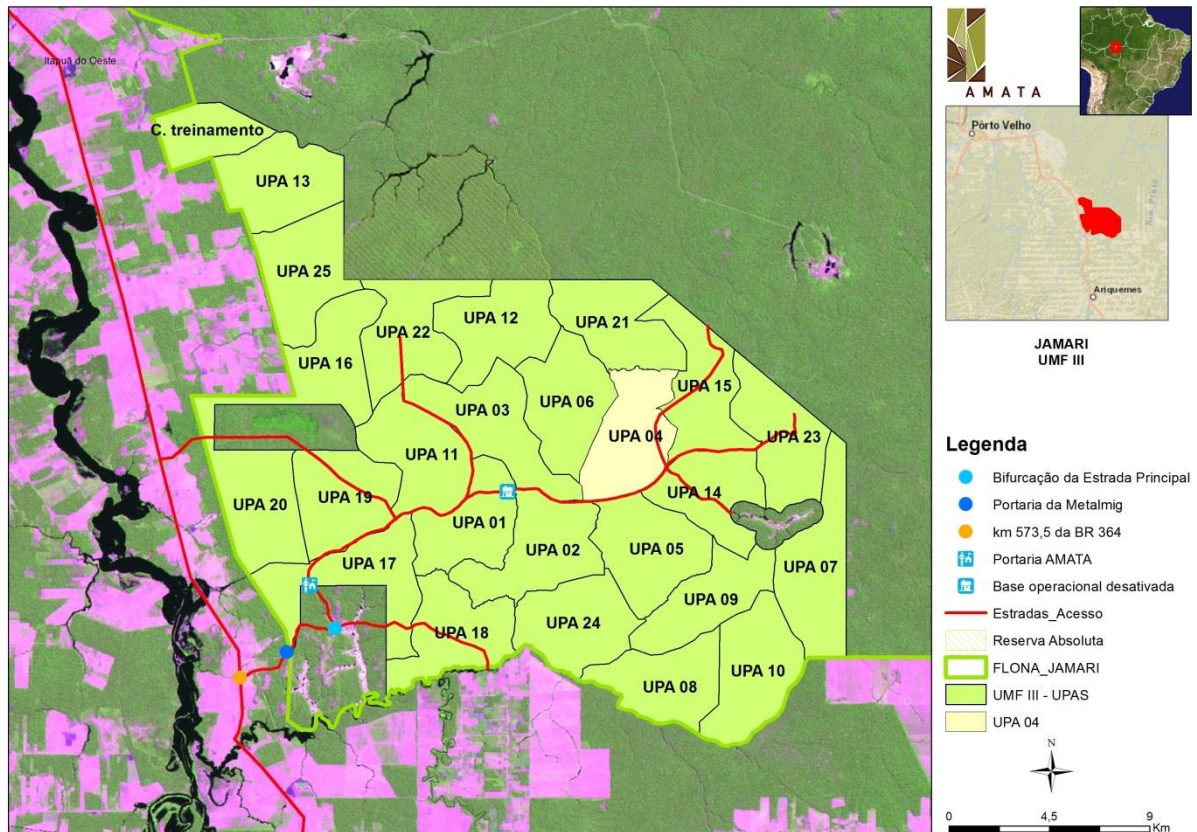 Itapuã do Oeste
C. treinamento
UPA 13
UPA 25
UPA 12
UPA 21
UPA 22
UPA 16
UPA 15
UPA 03
UPA 06
UPA 04
UPA 23
UPA 11
UPA 19
UPA 14
UPA 20
UPA 01
UPA 02
UPA 05
UPA 17
UPA 07
UPA 09
UPA 24
UPA 18
UPA 08
UPA 10
AMATA
Pôrto Velho
Ariquemes
JAMARI
UMF III
Legenda
Bifurcação da Estrada Principal
Portaria da Metalmig
km 573,5 da BR 364
Portaria AMATA
Base operacional desativada
Estradas_Acesso
Reserva Absoluta
FLONA_JAMARI
UMF III - UPAS
UPA 04
N
0 4,5 9
Km